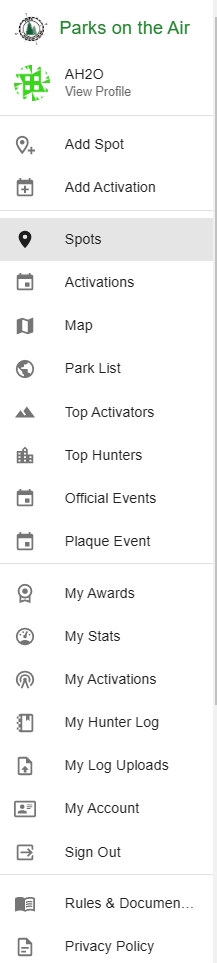 Parks on the Air
AH2O
View Profile
Add Spot
Add Activation
Spots
Activations
Map
Park List
Top Activators
Top Hunters
Official Events
Plaque Event
My Awards
My Stats
My Activations
My Hunter Log
My Log Uploads
My Account
Sign Out
Rules & Documen...
Privacy Policy